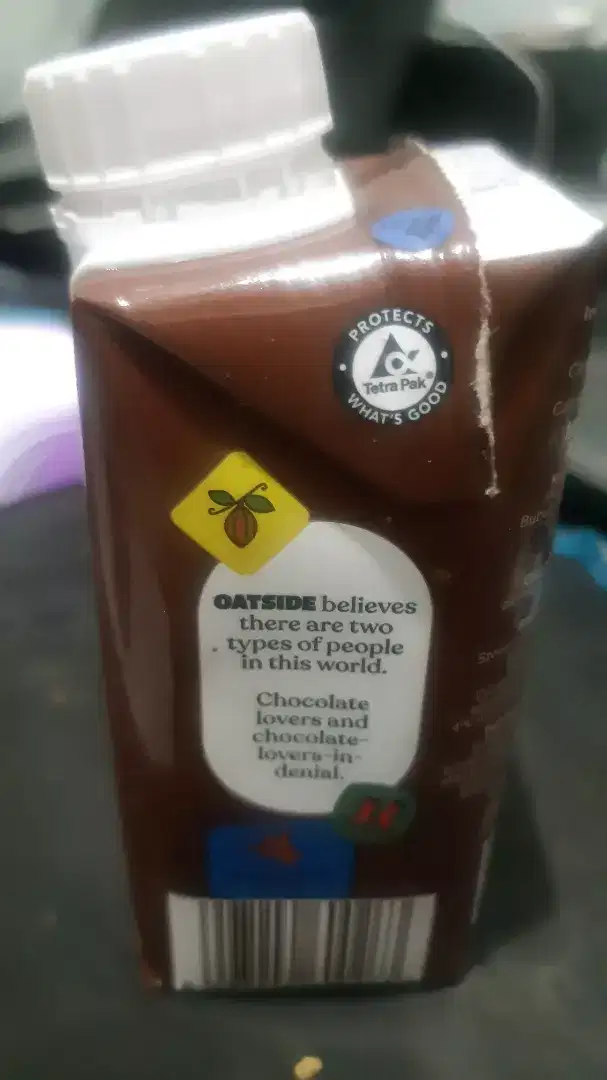 PROTECTS
Tetra Pak®
WHAT'S GOOD
OATSIDE believes
there are two
types of people
in this world.
Chocolate
lovers and
chocolate-
lovers-in-
denial.